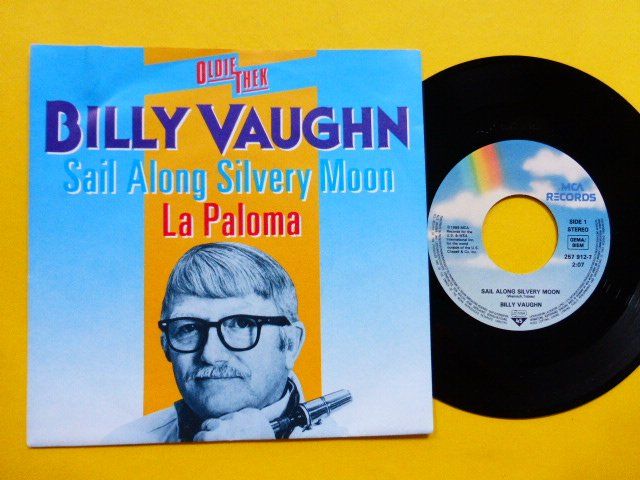 OLDIE THEK
BILLY VAUGHN
Sail Along Silvery Moon
La Paloma
MCA
RECORDS
SIDE 1
STEREO
GEMA/
BIEM
257 912-7
2:07
SAIL ALONG SILVERY MOON
BILLY VAUGHN